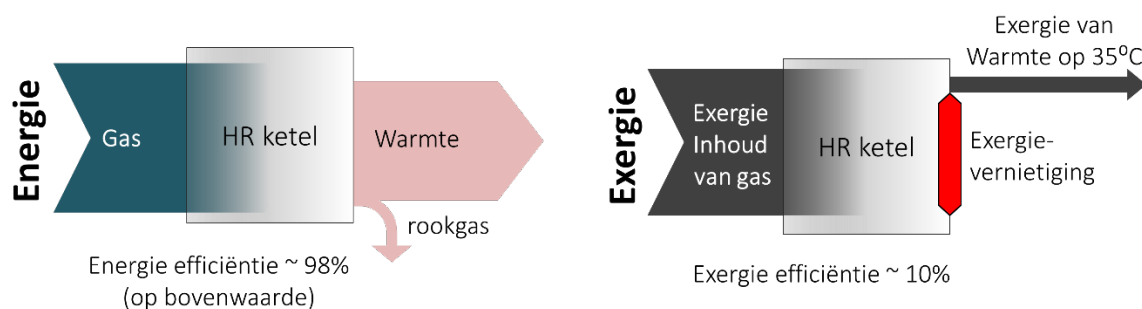 Energie
Gas
HR ketel
Warmte
rookgas
Energie efficiëntie ~ 98%
(op bovenwaarde)
Exergie
Exergie
Inhoud
van gas
HR ketel
Exergie van
Warmte op 35⁰C
Exergie-
vernietiging
Exergie efficiëntie ~ 10%